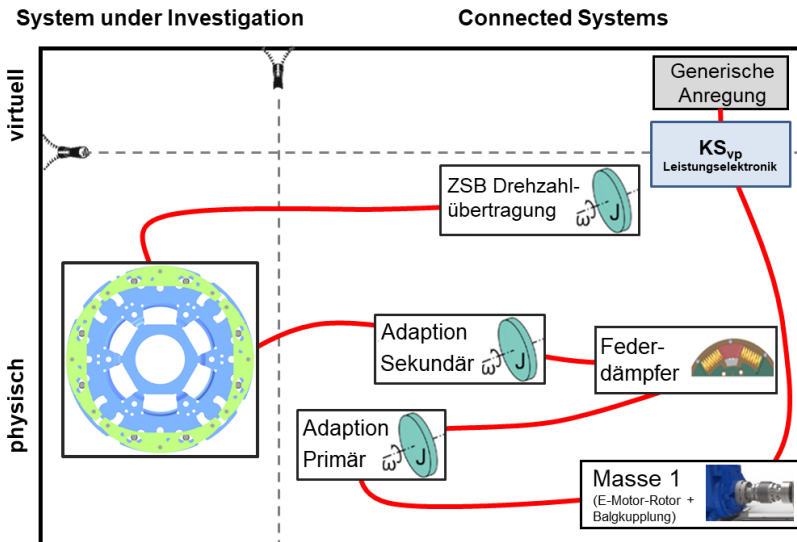 System under Investigation
Connected Systems
virtuell
physisch
Generische
Anregung
KSvp
Leistungselektronik
ZSB Drehzahl-
übertragung
ω
J
Adaption
Sekundär
ω
J
Feder-
dämpfer
Adaption
Primär
ω
J
Masse 1
(E-Motor-Rotor +
Balgkupplung)